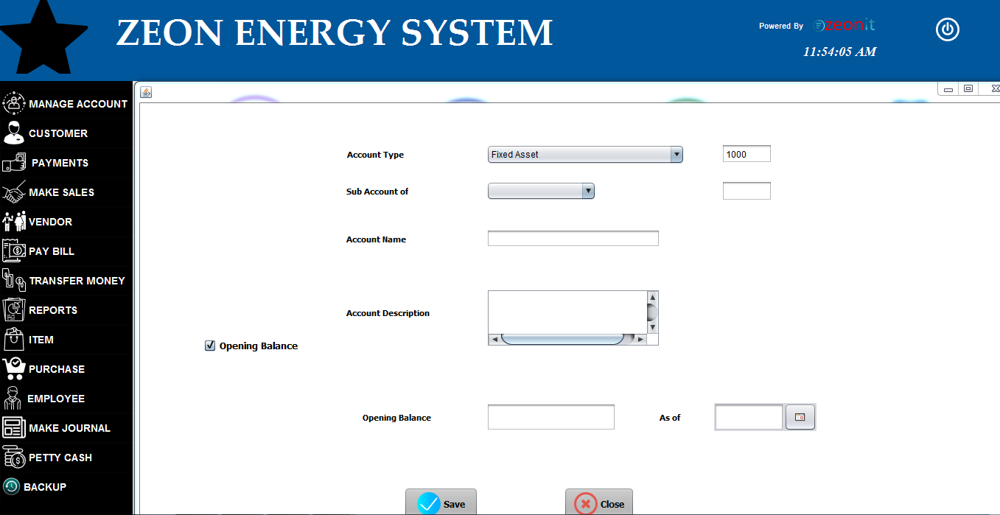 ZEON ENERGY SYSTEM
Powered By zeonit
11:54:05 AM
MANAGE ACCOUNT
CUSTOMER
PAYMENTS
MAKE SALES
VENDOR
PAY BILL
TRANSFER MONEY
REPORTS
ITEM
PURCHASE
EMPLOYEE
MAKE JOURNAL
PETTY CASH
BACKUP
Account Type Fixed Asset 1000
Sub Account of
Account Name
Account Description
Opening Balance
Opening Balance As of
Save Close